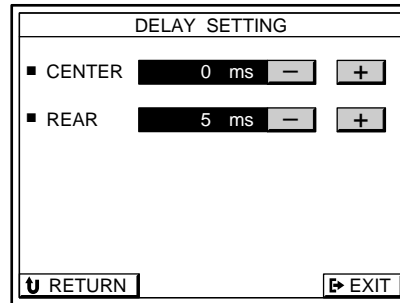 DELAY SETTING
CENTER 0 ms − +
REAR 5 ms − +
RETURN EXIT